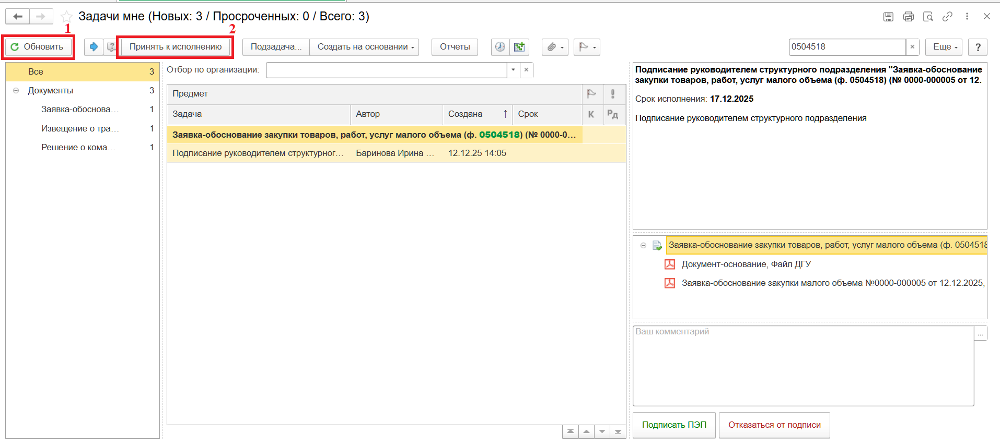 Задачи мне (Новых: 3 / Просроченных: 0 / Всего: 3)
1
2
Обновить
?
Принять к исполнению
Подзадача...
Создать на основании
Отчеты
0504518
×
Еще
?
Все 3
Документы 3
Заявка-обоснова... 1
Извещение о тра... 1
Решение о кома... 1
Отбор по организации:
×
Предмет
Задача Автор Создана ↑ Срок К РД
Заявка-обоснование закупки товаров, работ, услуг малого объема (ф. 0504518) (№ 0000-0...
Подписание руководителем структурног... Баринова Ирина ... 12.12.25 14:05
Подписание руководителем структурного подразделения "Заявка-обоснование
закупки товаров, работ, услуг малого объема (ф. 0504518) (№ 0000-000005 от 12.
Срок исполнения: 17.12.2025
Подписание руководителем структурного подразделения
Заявка-обоснование закупки товаров, работ, услуг малого объема (ф. 0504518
Документ-основание, Файл ДГУ
Заявка-обоснование закупки малого объема №0000-000005 от 12.12.2025,
Ваш комментарий
...
Подписать ПЭП
Отказаться от подписи